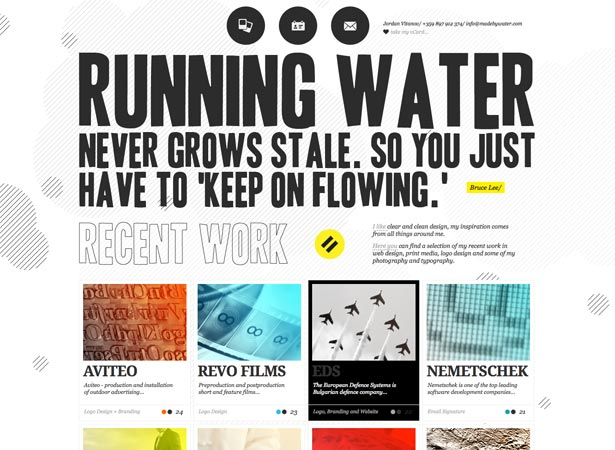 Jordan Vitanov/ +359 897 912 374/ info@madebywater.com
take my vCard...
RUNNING WATER
NEVER GROWS STALE. SO YOU JUST
HAVE TO 'KEEP ON FLOWING.'
Bruce Lee/
RECENT WORK
I like clear and clean design, my inspiration comes
from all things around me.
Here you can find a selection of my recent work in
web design, print media, logo design and some of my
photography and typography.
AVITEO
Aviteo - production and installation
of outdoor advertising...
Logo Design + Branding
24
REVO FILMS
Preproduction and postproduction
short and feature films...
Logo Design
23
EDS
The European Defence Systems is
Bulgarian defence company...
Logo, Branding and Website
22
NEMETSCHEK
Nemetschek is one of the top leading
software development companies...
Email Signature
21